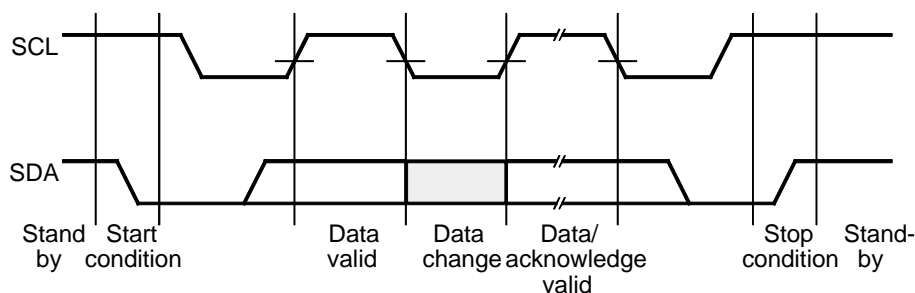 SCL
SDA
Stand by
Start condition
Data valid
Data change
Data/ acknowledge valid
Stop condition
Stand- by